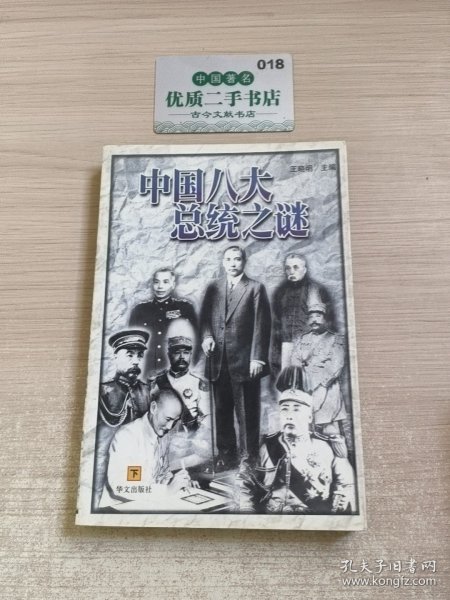 018
中国著名
优质二手书店
古今文献书店
王晓明/主编
中国八大
总统之谜
下
华文出版社
孔夫子旧书网
www.kongfz.com